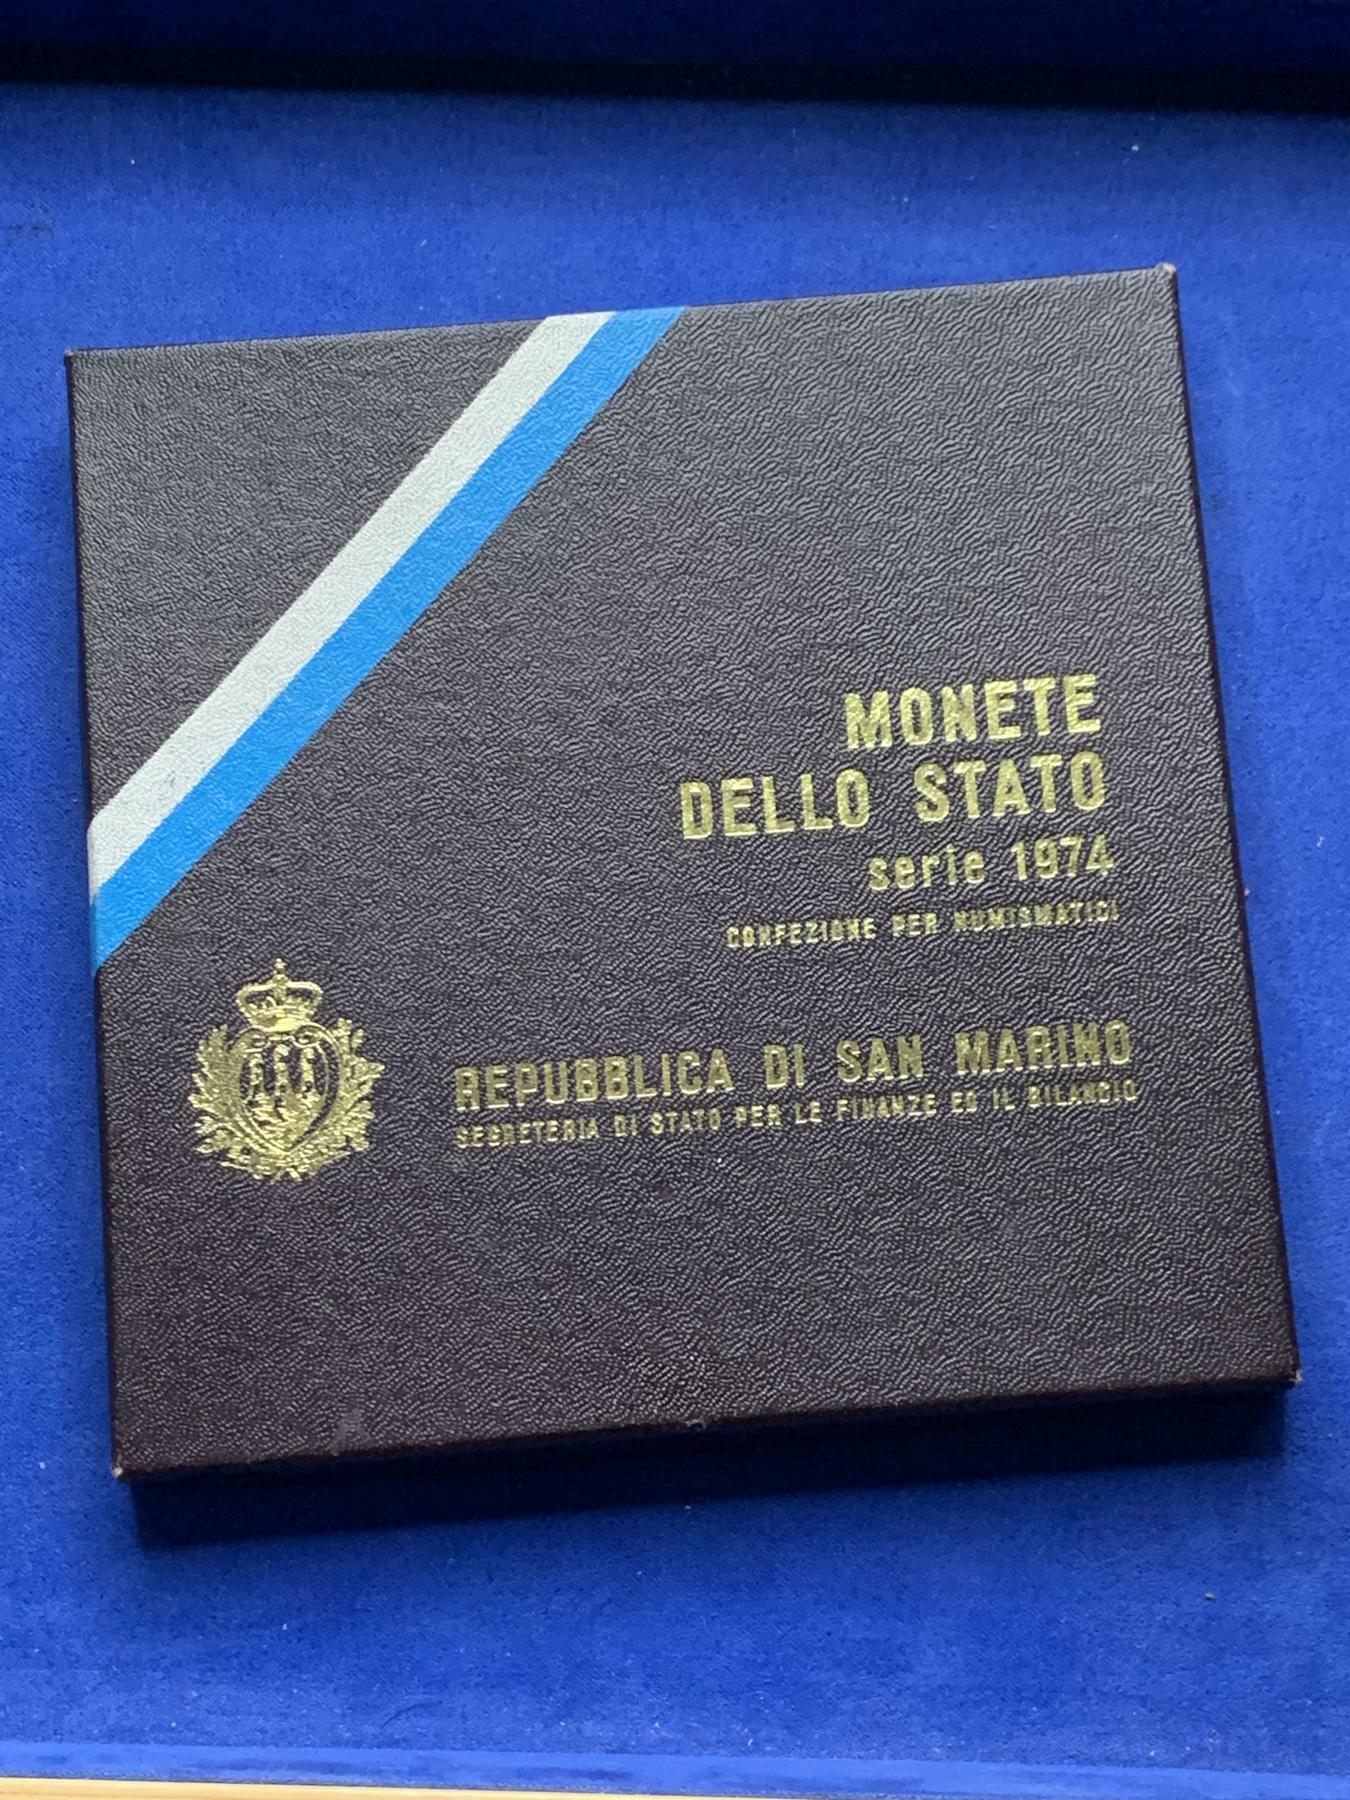 MONETE
DELLO STATO
serie 1974
CONFEZIONE PER NUMISMATICI
REPUBBLICA DI SAN MARINO
SEGRETERIA DI STATO PER LE FINANZE ED IL BILANCIO